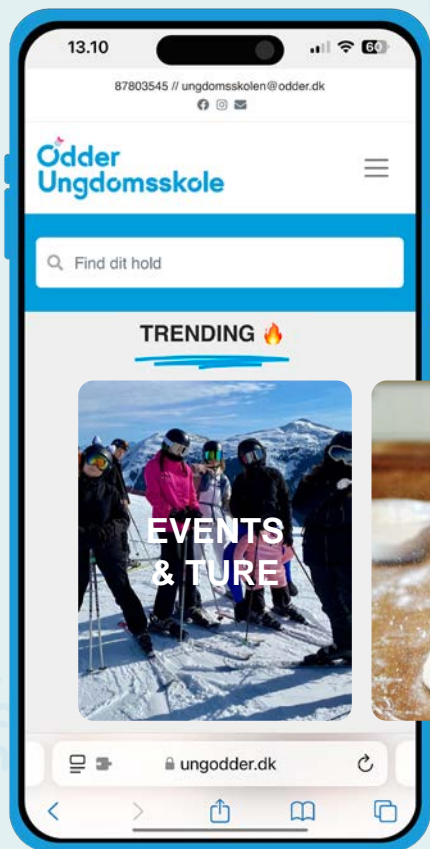 13.10
60
87803545 // ungdomsskolen@odder.dk
Odder
Ungdomsskole
Find dit hold
TRENDING 🔥
EVENTS
& TURE
ungodder.dk